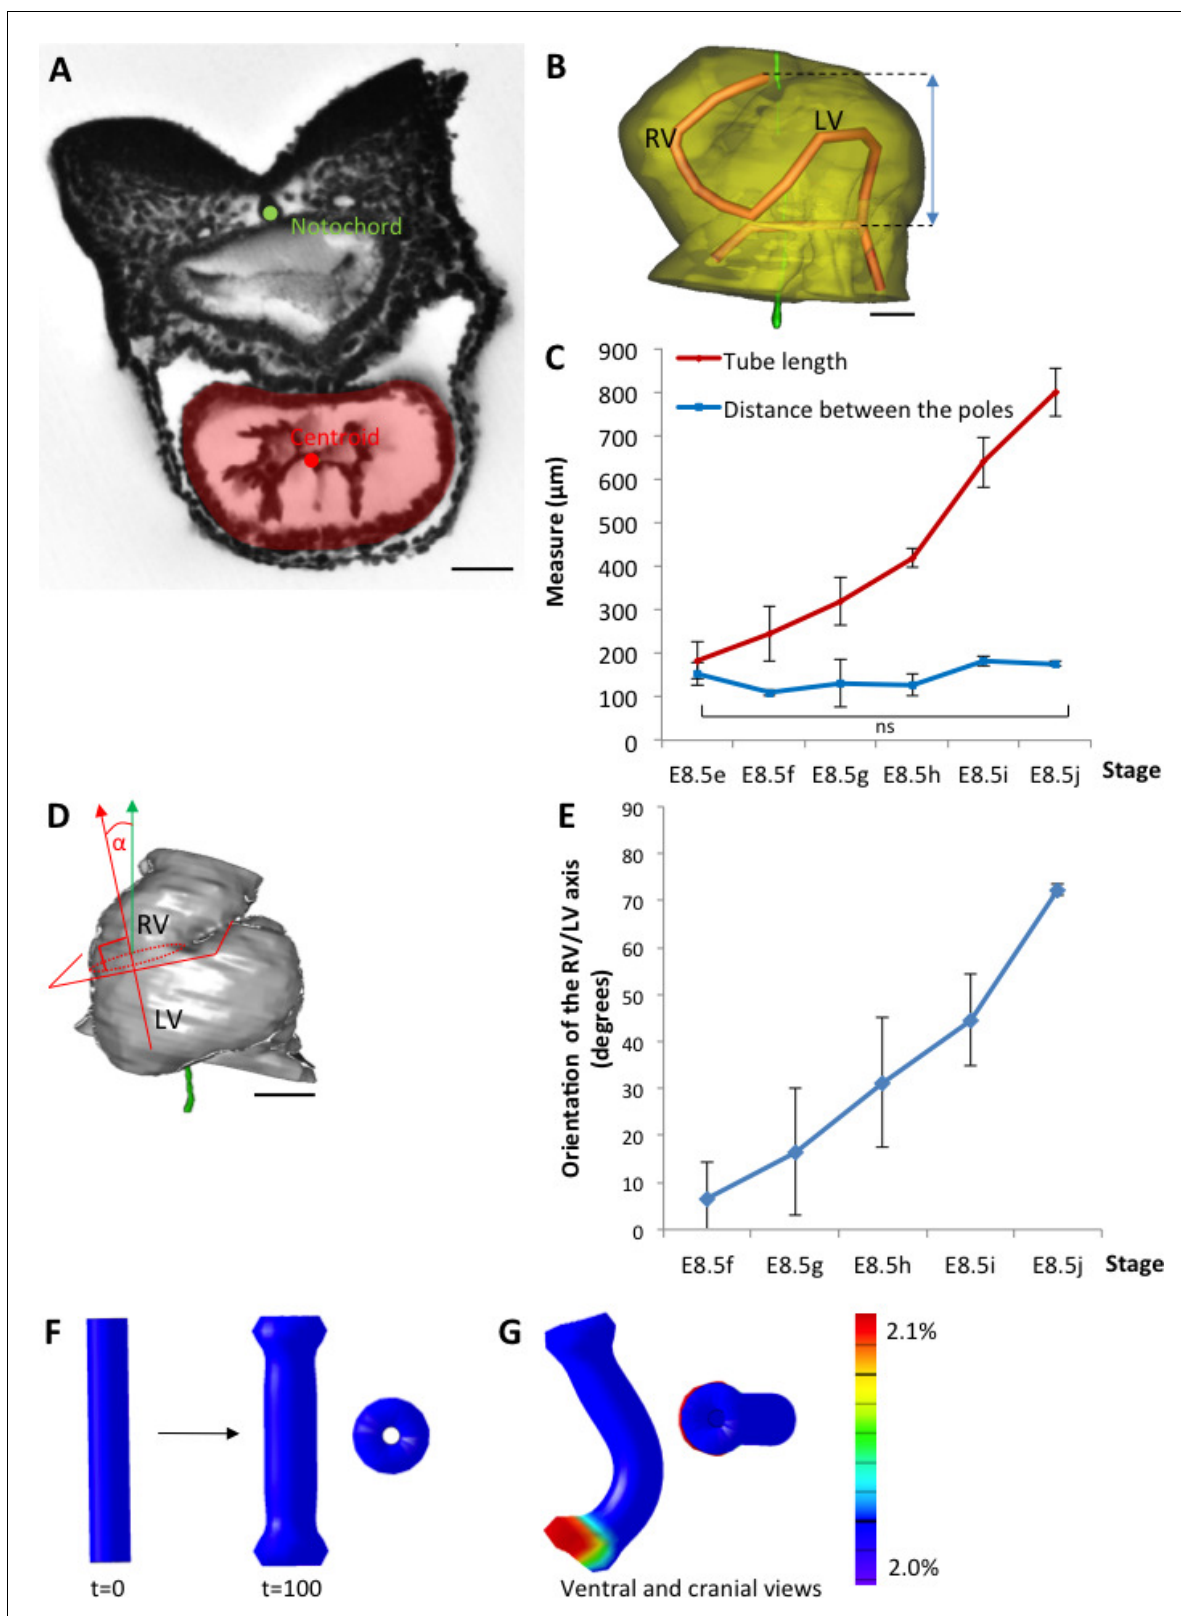 A
Notochord
Centroid
B
RV
LV
C
Tube length
Distance between the poles
900
800
700
600
500
400
300
200
100
0
Measure (µm)
ns
E8.5e E8.5f E8.5g E8.5h E8.5i E8.5j Stage
D
α
RV
LV
E
90
80
70
60
50
40
30
20
10
0
Orientation of the RV/LV axis
(degrees)
E8.5f E8.5g E8.5h E8.5i E8.5j Stage
F
t=0
t=100
G
2.1%
2.0%
Ventral and cranial views